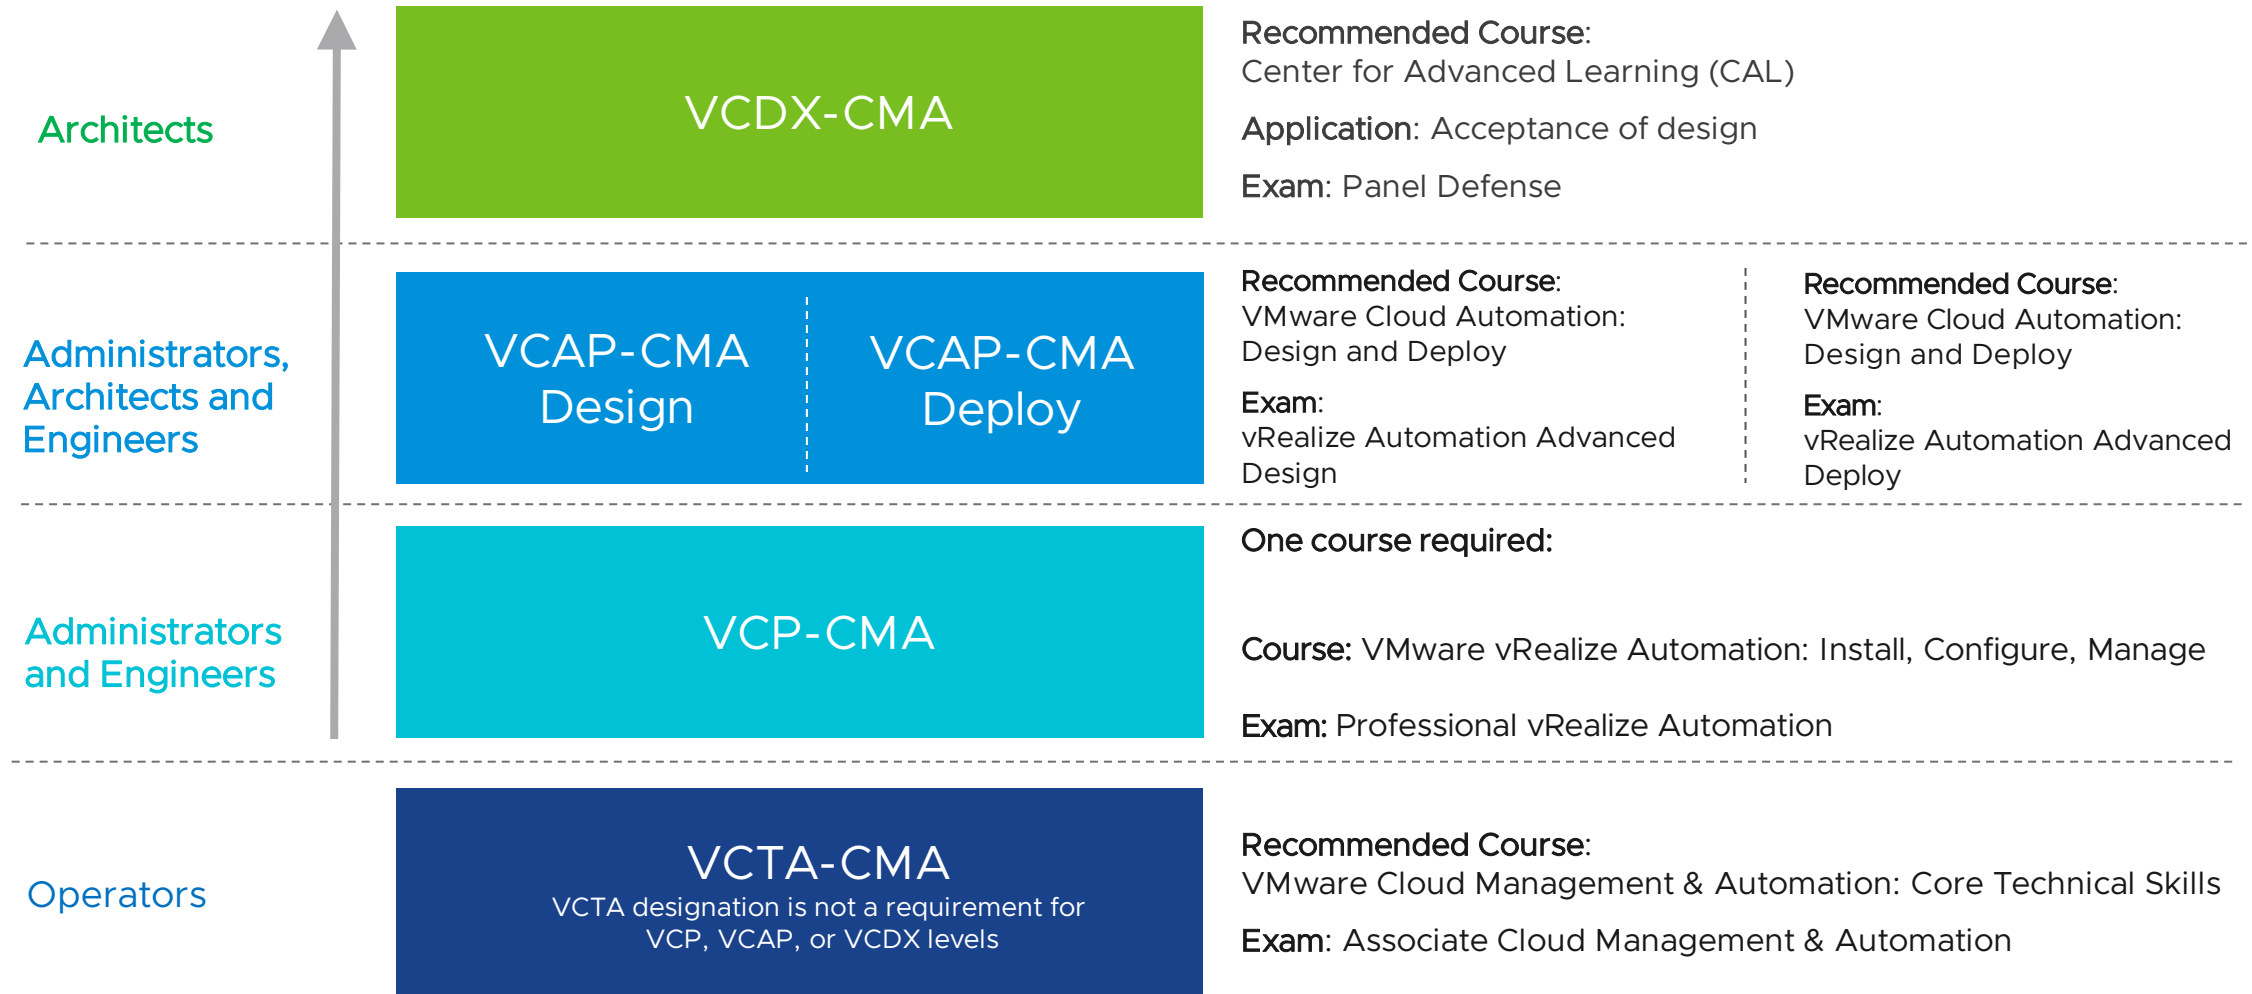 Architects
VCDX-CMA
Recommended Course:
Center for Advanced Learning (CAL)
Application: Acceptance of design
Exam: Panel Defense
Administrators,
Architects and
Engineers
VCAP-CMA
Design
VCAP-CMA
Deploy
Recommended Course:
VMware Cloud Automation:
Design and Deploy
Exam:
vRealize Automation Advanced
Design
Recommended Course:
VMware Cloud Automation:
Design and Deploy
Exam:
vRealize Automation Advanced
Deploy
Administrators
and Engineers
VCP-CMA
One course required:
Course: VMware vRealize Automation: Install, Configure, Manage
Exam: Professional vRealize Automation
Operators
VCTA-CMA
VCTA designation is not a requirement for
VCP, VCAP, or VCDX levels
Recommended Course:
VMware Cloud Management & Automation: Core Technical Skills
Exam: Associate Cloud Management & Automation